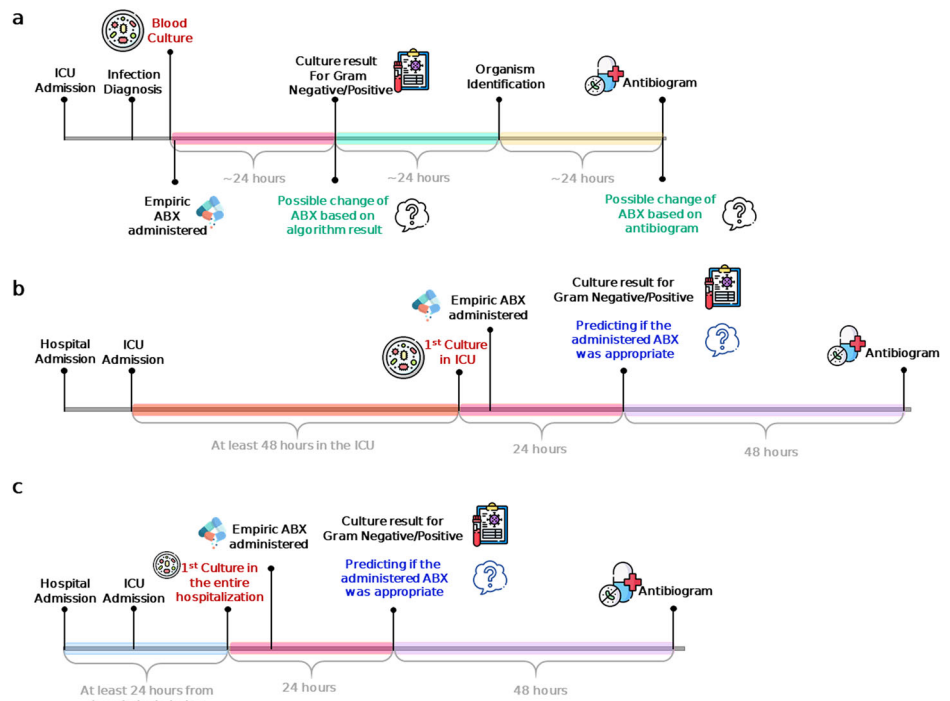 a
Blood
Culture
ICU
Admission
Infection
Diagnosis
Culture result
For Gram
Negative/Positive
Organism
Identification
Antibiogram
~24 hours
~24 hours
~24 hours
Empiric
ABX
administered
Possible change of
ABX based on
algorithm result
?
Possible change of
ABX based on
antibiogram
?
b
Culture result for
Gram Negative/Positive
Empiric ABX
administered
Hospital
Admission
ICU
Admission
1st Culture
in ICU
Predicting if the
administered ABX
was appropriate
?
Antibiogram
At least 48 hours in the ICU
24 hours
48 hours
c
Empiric ABX
administered
Culture result for
Gram Negative/Positive
Hospital
Admission
ICU
Admission
1st Culture in
the entire
hospitalization
Predicting if the
administered ABX
was appropriate
?
Antibiogram
At least 24 hours from
24 hours
48 hours